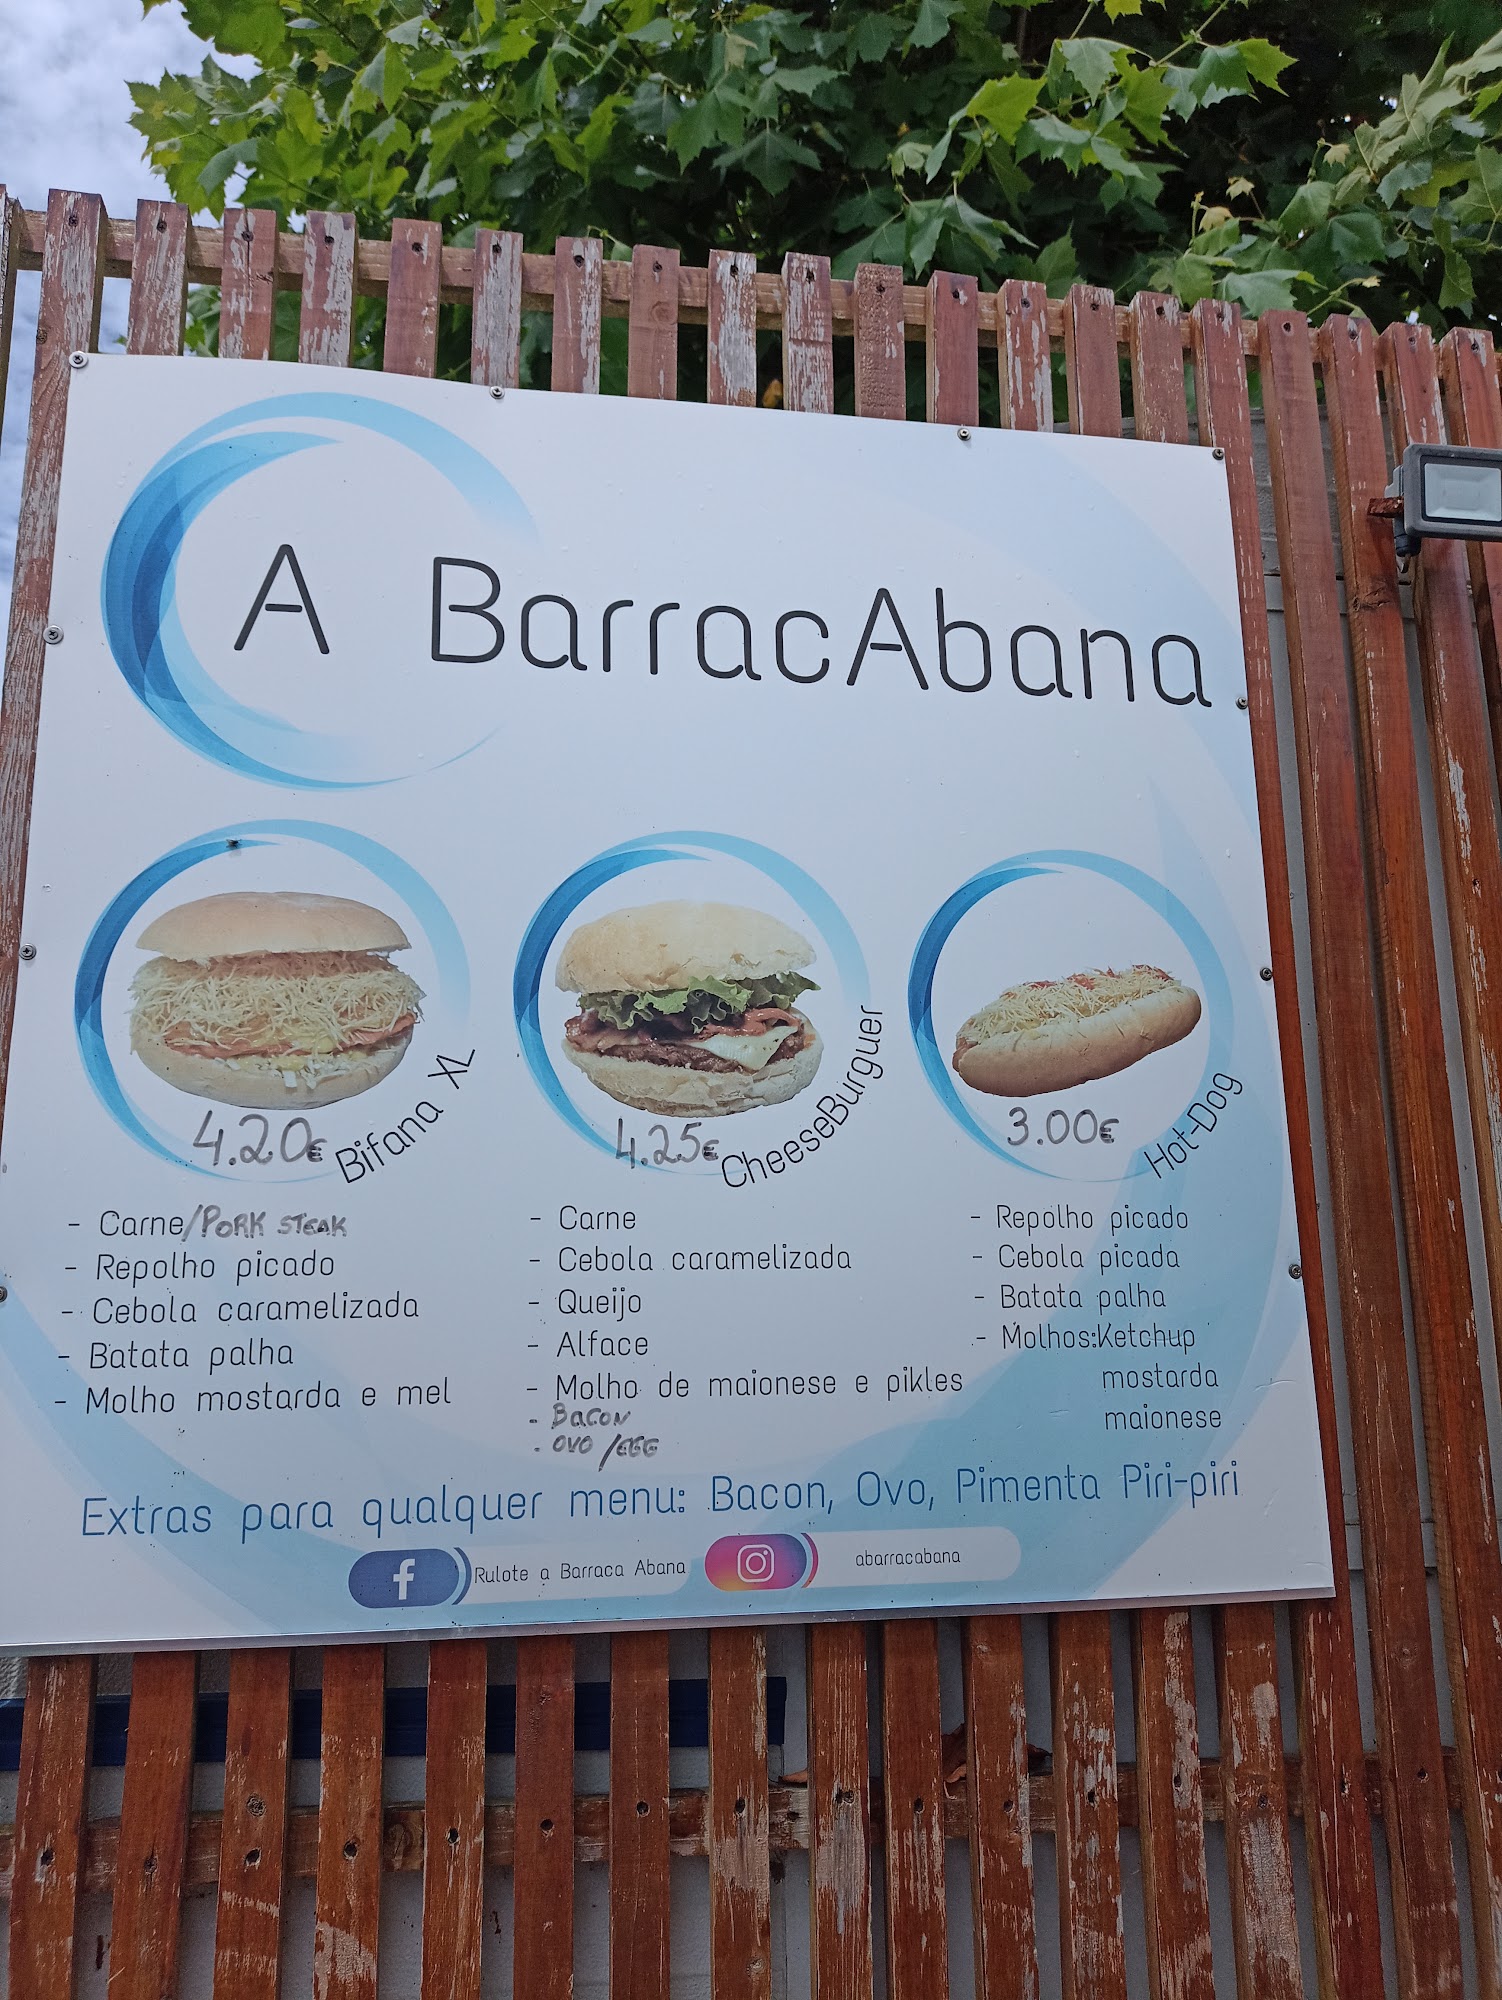 A BarracAbana
4.20€
Bifana XL
- Carne/PORK STEAK
- Repolho picado
- Cebola caramelizada
- Batata palha
- Molho mostarda e mel
4.25€
CheeseBurguer
- Carne
- Cebola caramelizada
- Queijo
- Alface
- Molho de maionese e pikles
- BACON
- OVO /EGG
3.00€
Hot-Dog
- Repolho picado
- Cebola picada
- Batata palha
- Molhos:Ketchup
mostarda
maionese
Extras para qualquer menu: Bacon, Ovo, Pimenta Piri-piri
f Rulote a Barraca Abana
abarracabana